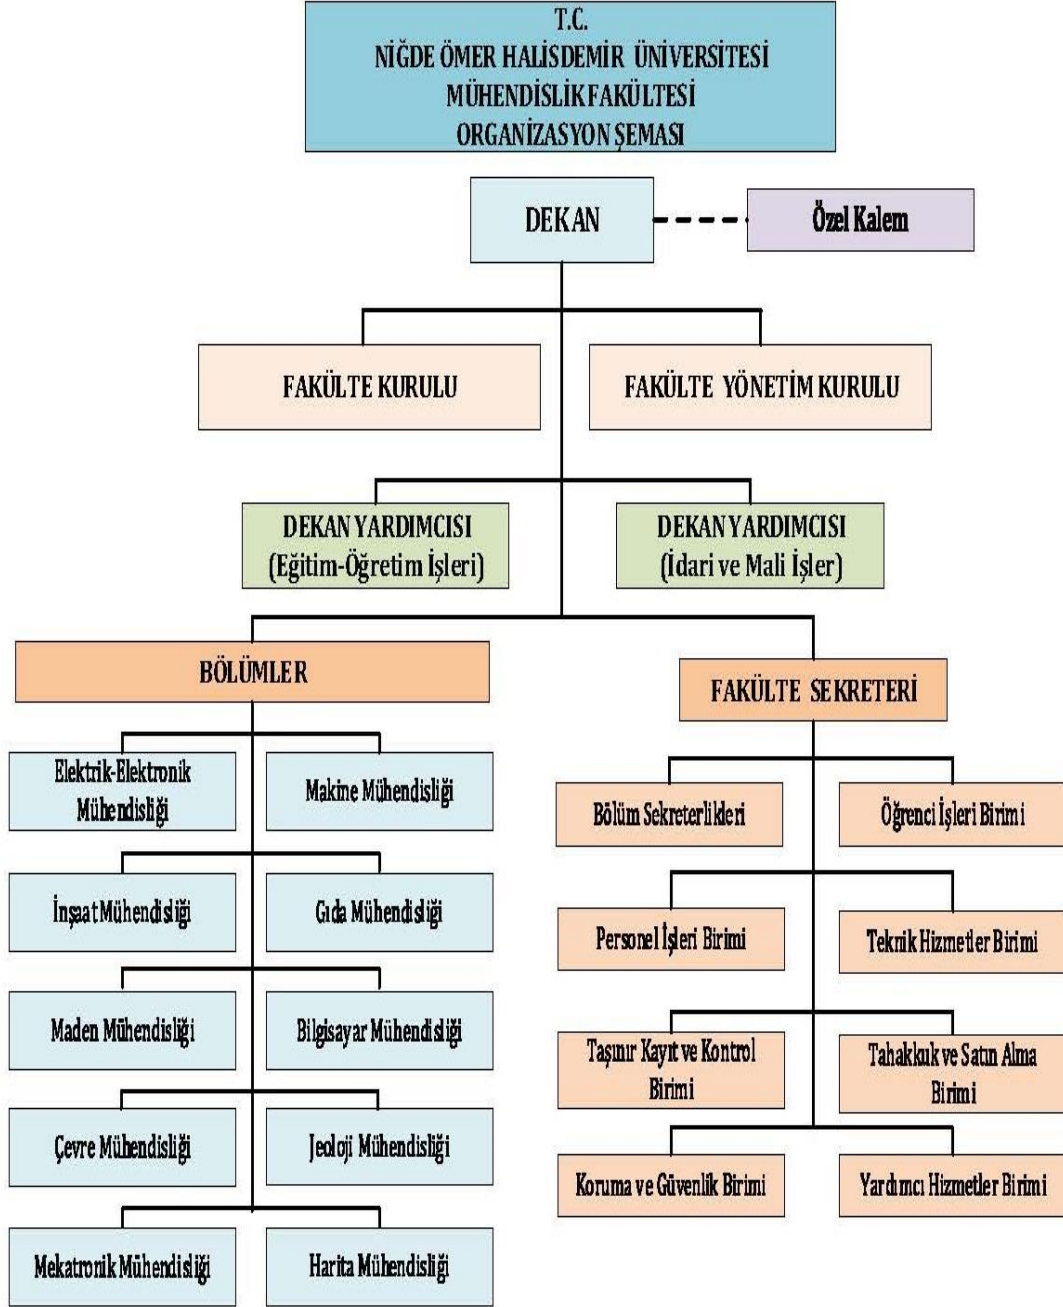 T.C.
NİĞDE ÖMER HALİSDEMİR ÜNİVERSİTESİ
MÜHENDİSLİK FAKÜLTESİ
ORGANİZASYON ŞEMASI
DEKAN
Özel Kalem
FAKÜLTE KURULU
FAKÜLTE YÖNETİM KURULU
DEKAN YARDIMCISI
(Eğitim-Öğretim İşleri)
DEKAN YARDIMCISI
(İdari ve Mali İşler)
BÖLÜMLER
Elektrik-Elektronik
Mühendisliği
Makine Mühendisliği
İnşaat Mühendisliği
Gıda Mühendisliği
Maden Mühendisliği
Bilgisayar Mühendisliği
Çevre Mühendisliği
Jeoloji Mühendisliği
Mekatronik Mühendisliği
Harita Mühendisliği
FAKÜLTE SEKRETERİ
Bölüm Sekreterlikleri
Öğrenci İşleri Birimi
Personel İşleri Birimi
Teknik Hizmetler Birimi
Taşınır Kayıt ve Kontrol
Birimi
Tahakkuk ve Satın Alma
Birimi
Koruma ve Güvenlik Birimi
Yardımcı Hizmetler Birimi